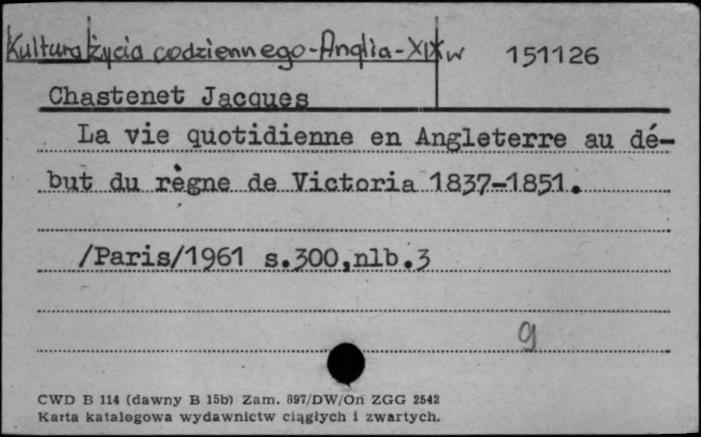 Kultura życia codziennego-Anglia-XIX w 151126
Chastenet Jacques
La vie quotidienne en Angleterre au dé-
but du règne de Victoria 1837-1851.
/Paris/1961 s.300,nlb.3
g
CWD B 114 (dawny B 15b) Zam. 897/DW/On ZGG 2542
Karta katalogowa wydawnictw ciągłych i zwartych.